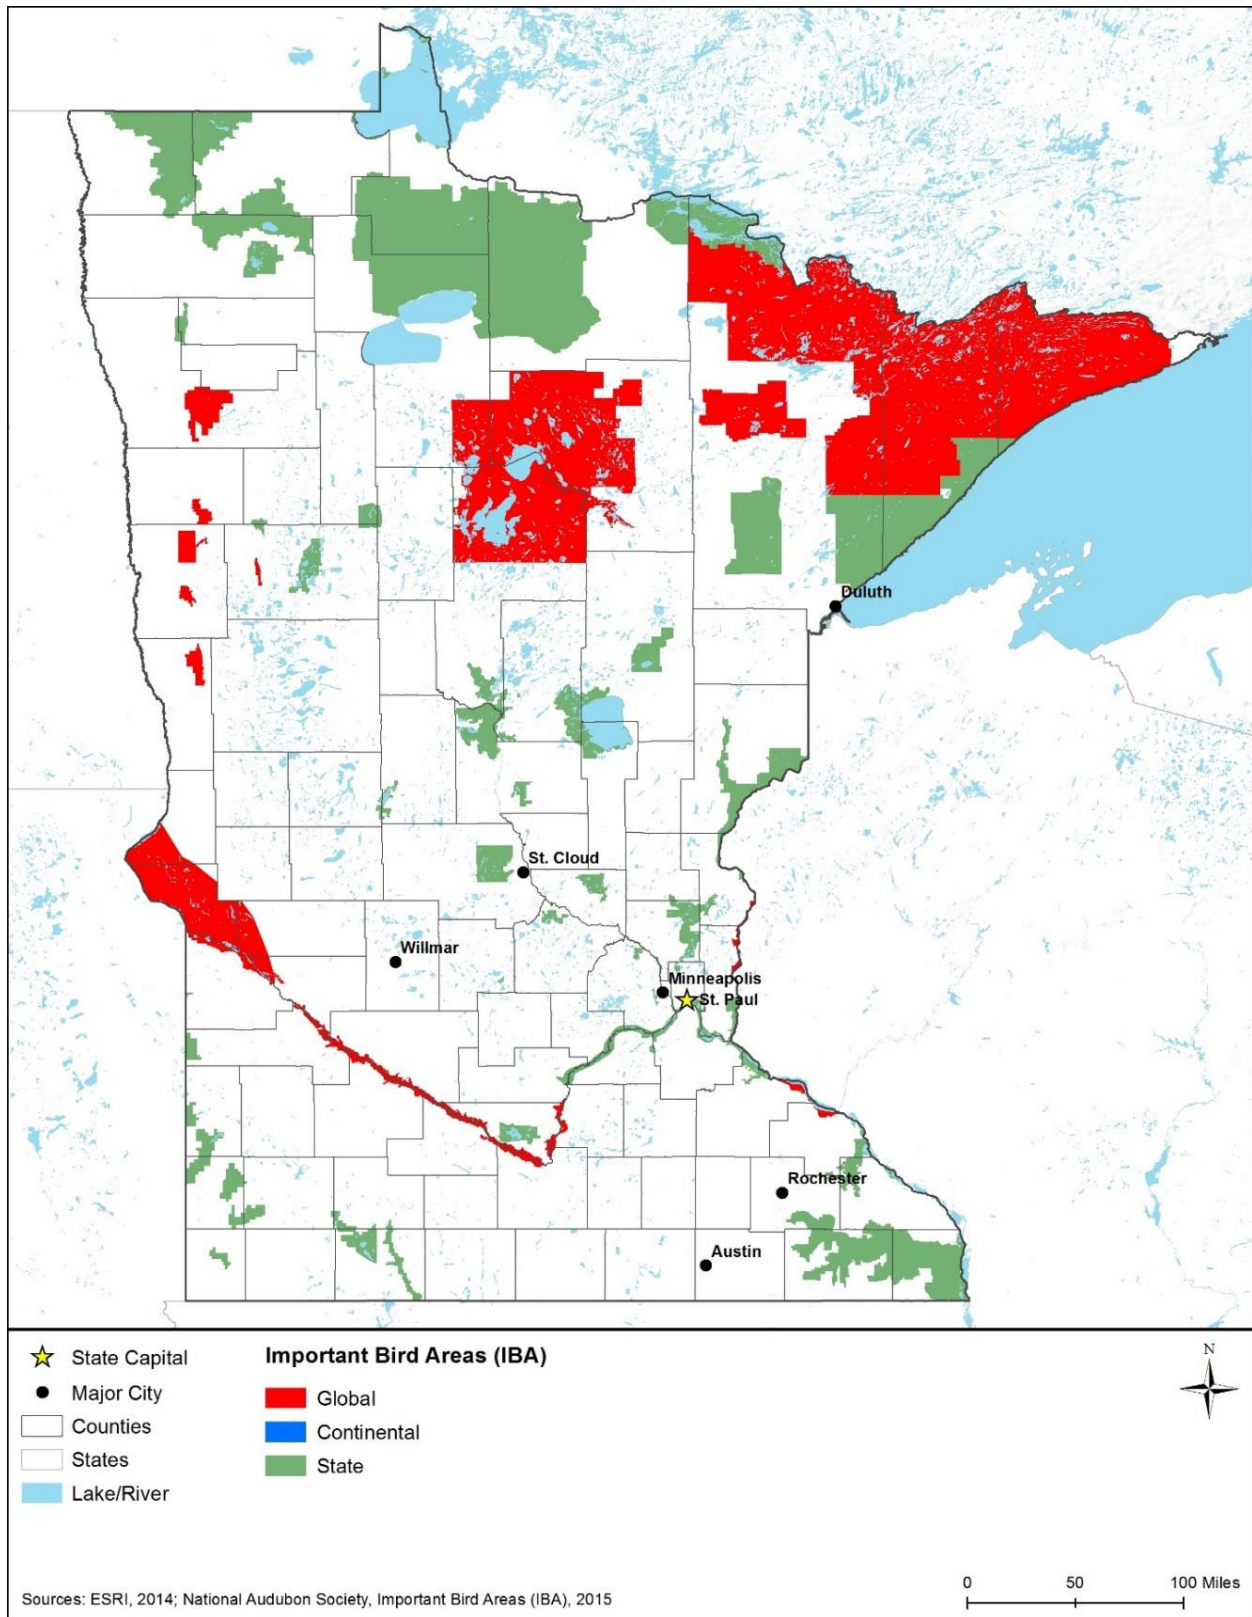 Duluth
St. Cloud
Willmar
Minneapolis
St. Paul
Rochester
Austin
State Capital
Major City
Counties
States
Lake/River
Important Bird Areas (IBA)
Global
Continental
State
N
Sources: ESRI, 2014; National Audubon Society, Important Bird Areas (IBA), 2015
0 50 100 Miles